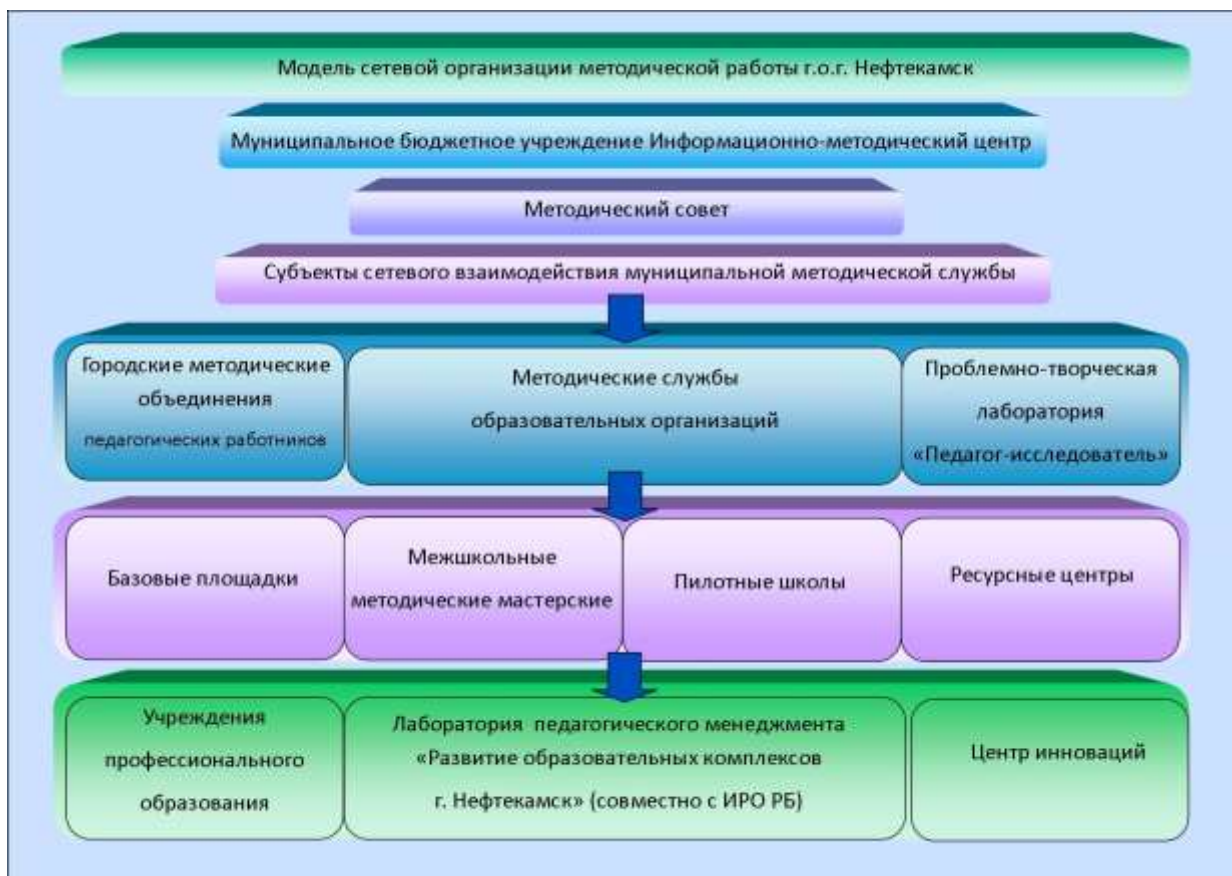 Модель сетевой организации методической работы г.о.г. Нефтекамск
Муниципальное бюджетное учреждение Информационно-методический центр
Методический совет
Субъекты сетевого взаимодействия муниципальной методической службы
Городские методические
объединения
педагогических работников
Методические службы
образовательных организаций
Проблемно-творческая
лаборатория
«Педагог-исследователь»
Базовые площадки
Межшкольные
методические мастерские
Пилотные школы
Ресурсные центры
Учреждения
профессионального
образования
Лаборатория педагогического менеджмента
«Развитие образовательных комплексов
г. Нефтекамск» (совместно с ИРО РБ)
Центр инноваций